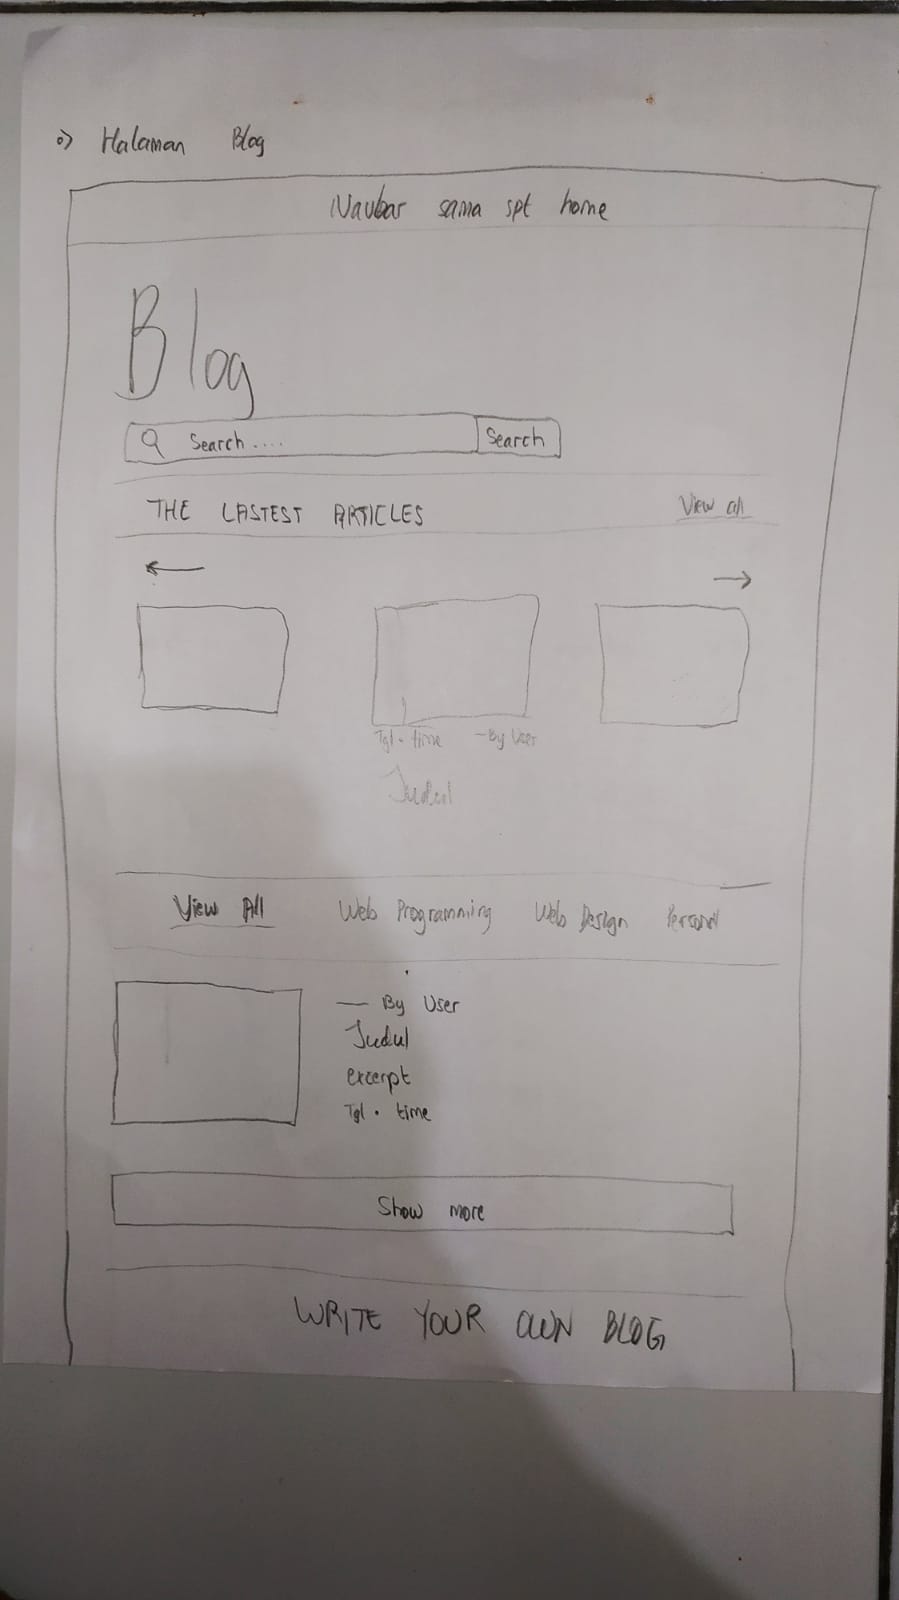 o) Halaman Blog
Navbar sama spt home
Blog
Search....
Search
THE LASTEST ARTICLES
View all
Tgl . time — By User
Judul
View All Web Programming Web Design Personal
— By User
Judul
excerpt
Tgl . time
Show more
WRITE YOUR OWN BLOG